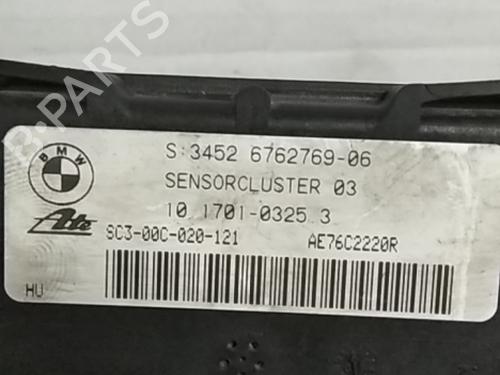 B-PARTS
BMW
S:3452 6762769-06
SENSORCLUSTER 03
10.1701-0325.3
Ate
SC3-00C-020-121 AE76C2220R
HU